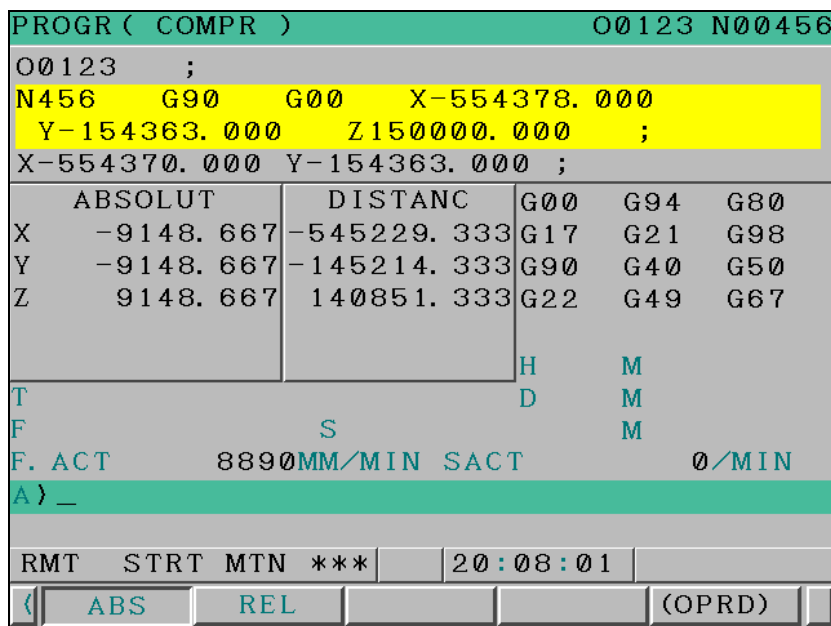 PROGR ( COMPR ) O0123 N00456
O0123 ;
N456 G90 G00 X-554378. 000
Y-154363. 000 Z150000. 000 ;
X-554370. 000 Y-154363. 000 ;
ABSOLUT DISTANC G00 G94 G80
X -9148. 667 -545229. 333 G17 G21 G98
Y -9148. 667 -145214. 333 G90 G40 G50
Z 9148. 667 140851. 333 G22 G49 G67
H M
T D M
F S M
F. ACT 8890MM/MIN SACT 0/MIN
A) _
RMT STRT MTN *** 20:08:01
( ABS REL (OPRD)